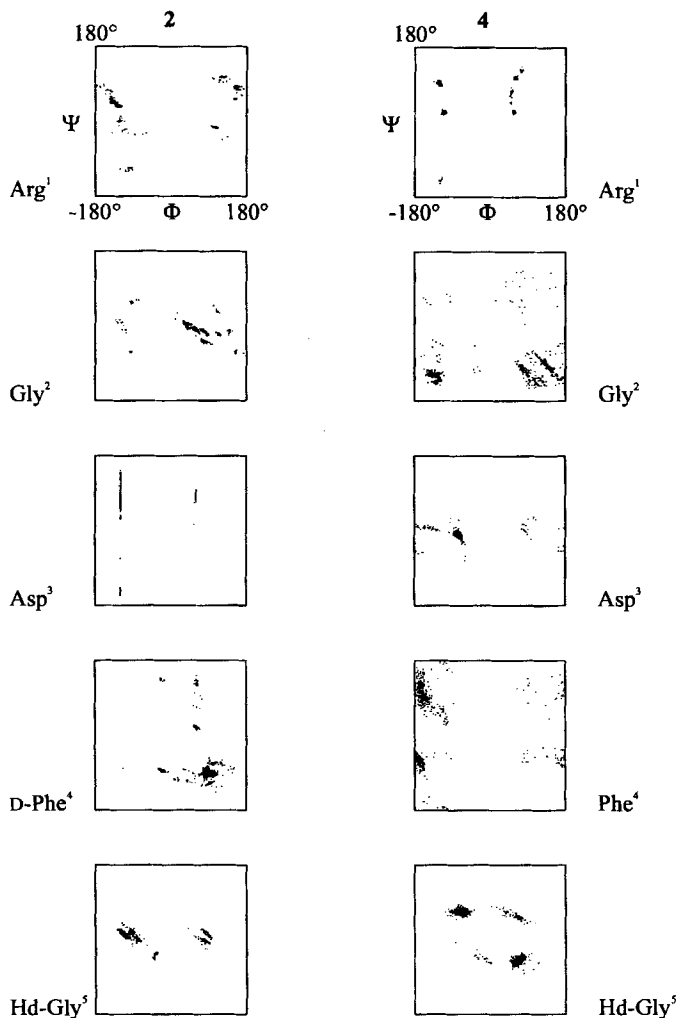 2 4
180° 180°
Ψ Ψ
Arg¹ Arg¹
-180° Φ 180° -180° Φ 180°
Gly² Gly²
Asp³ Asp³
D-Phe⁴ Phe⁴
Hd-Gly⁵ Hd-Gly⁵